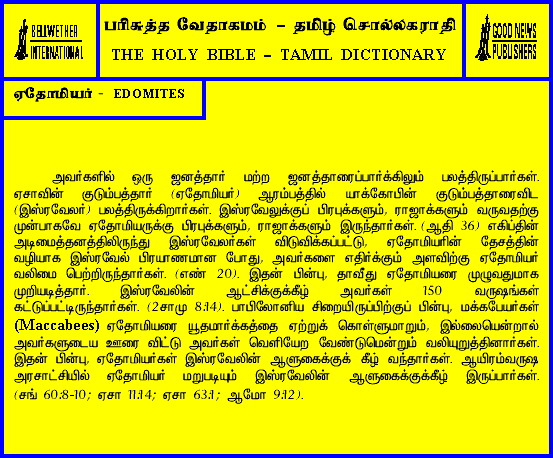 BELLWETHER
INTERNATIONAL
பரிசுத்த வேதாகமம் – தமிழ் சொல்லகராதி
THE HOLY BIBLE – TAMIL DICTIONARY
GOOD NEWS
PUBLISHERS
ஏதோமியர் - EDOMITES
அவர்களில் ஒரு ஜனத்தார் மற்ற ஜனத்தாரைப்பார்க்கிலும் பலத்திருப்பார்கள்.
ஏசாவின் குடும்பத்தார் (ஏதோமியர்) ஆரம்பத்தில் யாக்கோபின் குடும்பத்தாரைவிட
(இஸ்ரவேலர்) பலத்திருக்கிறார்கள். இஸ்ரவேலுக்குப் பிரபுக்களும், ராஜாக்களும் வருவதற்கு
முன்பாகவே ஏதோமியருக்கு பிரபுக்களும், ராஜாக்களும் இருந்தார்கள். (ஆதி 36) எகிப்தின்
அடிமைத்தனத்திலிருந்து இஸ்ரவேலர்கள் விடுவிக்கப்பட்டு, ஏதோமியரின் தேசத்தின்
வழியாக இஸ்ரவேல் பிரயாணமான போது, அவர்களை எதிர்க்கும் அளவிற்கு ஏதோமியர்
வலிமை பெற்றிருந்தார்கள். (எண் 20). இதன் பின்பு, தாவீது ஏதோமியரை முழுவதுமாக
முறியடித்தார். இஸ்ரவேலின் ஆட்சிக்குக்கீழ் அவர்கள் 150 வருஷங்கள்
கட்டுப்பட்டிருந்தார்கள். (2சாமு 8:14). பாபிலோனிய சிறையிருப்பிற்குப் பின்பு, மக்கபேயர்கள்
(Maccabees) ஏதோமியரை யூதமார்க்கத்தை ஏற்றுக் கொள்ளுமாறும், இல்லையென்றால்
அவர்களுடைய ஊரை விட்டு அவர்கள் வெளியேற வேண்டுமென்றும் வலியுறுத்தினார்கள்.
இதன் பின்பு, ஏதோமியர்கள் இஸ்ரவேலின் ஆளுகைக்குக் கீழ் வந்தார்கள். ஆயிரம்வருஷ
அரசாட்சியில் ஏதோமியர் மறுபடியும் இஸ்ரவேலின் ஆளுகைக்குக்கீழ் இருப்பார்கள்.
(சங் 60:8-10; ஏசா 11:14; ஏசா 63:1; ஆமோ 9:12).